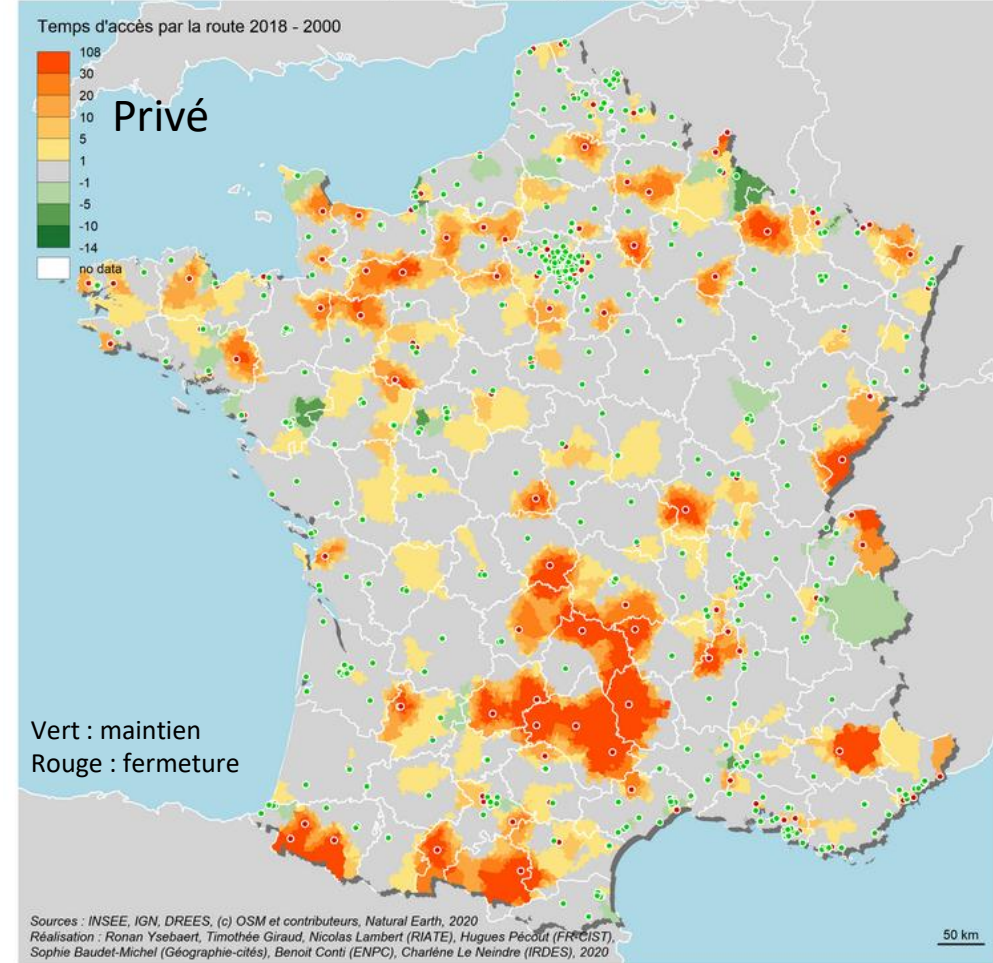 Temps d'accès par la route 2018 - 2000
108
30
20
10
5
1
-1
-5
-10
-14
no data
Privé
Vert : maintien
Rouge : fermeture
Sources : INSEE, IGN, DREES, (c) OSM et contributeurs, Natural Earth, 2020
Réalisation : Ronan Ysebaert, Timothée Giraud, Nicolas Lambert (RIATE), Hugues Pécout (FR-CIST),
Sophie Baudet-Michel (Géographie-cités), Benoit Conti (ENPC), Charlène Le Neindre (IRDES), 2020
50 km